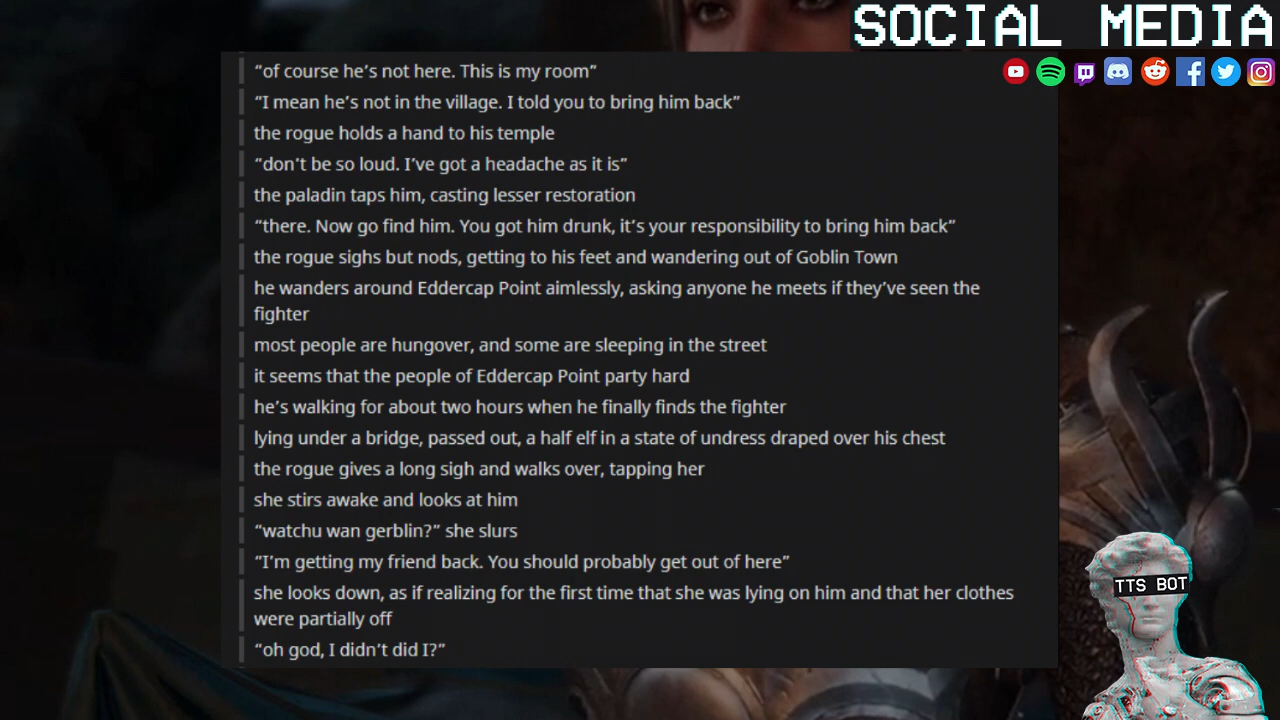 SOCIAL MEDIA
“of course he’s not here. This is my room”
“I mean he’s not in the village. I told you to bring him back”
the rogue holds a hand to his temple
“don’t be so loud. I’ve got a headache as it is”
the paladin taps him, casting lesser restoration
“there. Now go find him. You got him drunk, it’s your responsibility to bring him back”
the rogue sighs but nods, getting to his feet and wandering out of Goblin Town
he wanders around Eddercap Point aimlessly, asking anyone he meets if they’ve seen the
fighter
most people are hungover, and some are sleeping in the street
it seems that the people of Eddercap Point party hard
he’s walking for about two hours when he finally finds the fighter
lying under a bridge, passed out, a half elf in a state of undress draped over his chest
the rogue gives a long sigh and walks over, tapping her
she stirs awake and looks at him
“watchu wan gerblin?” she slurs
“I’m getting my friend back. You should probably get out of here”
she looks down, as if realizing for the first time that she was lying on him and that her clothes
were partially off
“oh god, I didn’t did I?”
TTS BOT